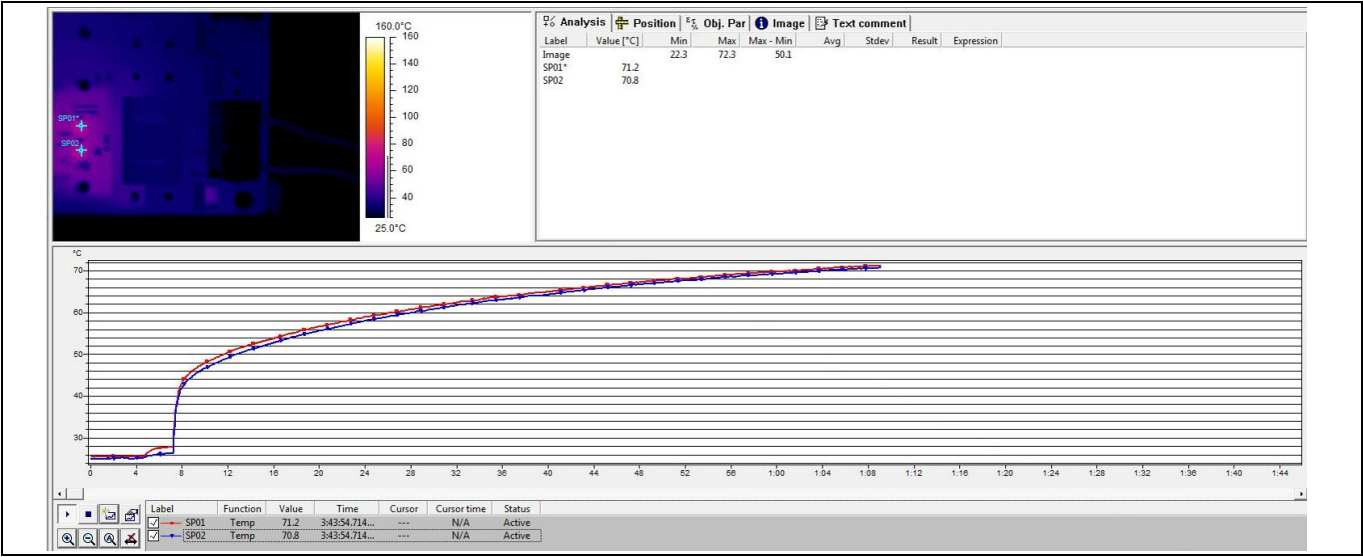 160.0°C
160
140
120
100
80
60
40
25.0°C
SP01*
SP02
Analysis Position Obj. Par Image Text comment
Label Value [°C] Min Max Max - Min Avg Stdev Result Expression
Image 22.3 72.3 50.1
SP01* 71.2
SP02 70.8
°C
70
60
50
40
30
0 4 8 12 16 20 24 28 32 36 40 44 48 52 56 1:00 1:04 1:08 1:12 1:16 1:20 1:24 1:28 1:32 1:36 1:40 1:44
Label Function Value Time Cursor Cursor time Status
SP01 Temp 71.2 3:43:54.714... --- N/A Active
SP02 Temp 70.8 3:43:54.714... --- N/A Active